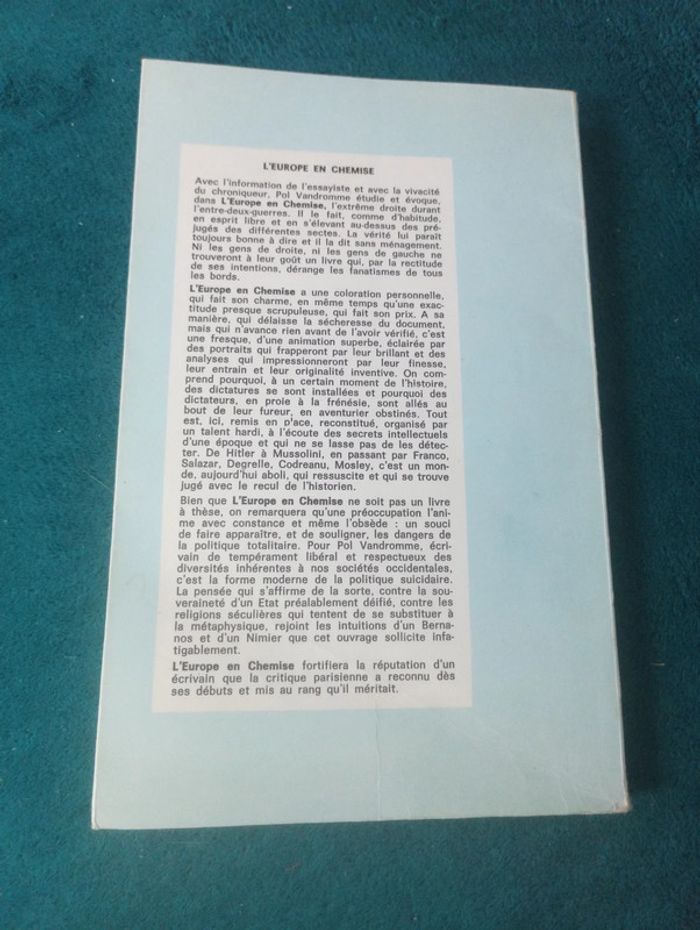 L'EUROPE EN CHEMISE
Avec l'information de l'essayiste et avec la vivacité
du chroniqueur, Pol Vandromme étudie et évoque,
dans L'Europe en Chemise, l'extrême droite durant
l'entre-deux-guerres. Il le fait, comme d'habitude,
en esprit libre et en s'élevant au-dessus des pré-
jugés des différentes sectes. La vérité lui paraît
toujours bonne à dire et il la dit sans ménagement.
Ni les gens de droite, ni les gens de gauche ne
trouveront à leur goût un livre qui, par la rectitude
de ses intentions, dérange les fanatismes de tous
les bords.
L'Europe en Chemise a une coloration personnelle,
qui fait son charme, en même temps qu'une exac-
titude presque scrupuleuse, qui fait son prix. A sa
manière, qui délaisse la sécheresse du document,
mais qui n'avance rien avant de l'avoir vérifié, c'est
une fresque, d'une animation superbe, éclairée par
des portraits qui frapperont par leur brillant et des
analyses qui impressionneront par leur finesse,
leur entrain et leur originalité inventive. On com-
prend pourquoi, à un certain moment de l'histoire,
des dictatures se sont installées et pourquoi des
dictateurs, en proie à la frénésie, sont allés au
bout de leur fureur, en aventurier obstinés. Tout
est, ici, remis en p'ace, reconstitué, organisé par
un talent hardi, à l'écoute des secrets intellectuels
d'une époque et qui ne se lasse pas de les détec-
ter. De Hitler à Mussolini, en passant par Franco,
Salazar, Degrelle, Codreanu, Mosley, c'est un mon-
de, aujourd'hui aboli, qui ressuscite et qui se trouve
jugé avec le recul de l'historien.
Bien que L'Europe en Chemise ne soit pas un livre
à thèse, on remarquera qu'une préoccupation l'ani-
me avec constance et même l'obsède : un souci
de faire apparaître, et de souligner, les dangers de
la politique totalitaire. Pour Pol Vandromme, écri-
vain de tempérament libéral et respectueux des
diversités inhérentes à nos sociétés occidentales,
c'est la forme moderne de la politique suicidaire.
La pensée qui s'affirme de la sorte, contre la sou-
veraineté d'un Etat préalablement déifié, contre les
religions séculières qui tentent de se substituer à
la métaphysique, rejoint les intuitions d'un Berna-
nos et d'un Nimier que cet ouvrage sollicite infa-
tigablement.
L'Europe en Chemise fortifiera la réputation d'un
écrivain que la critique parisienne a reconnu dès
ses débuts et mis au rang qu'il méritait.